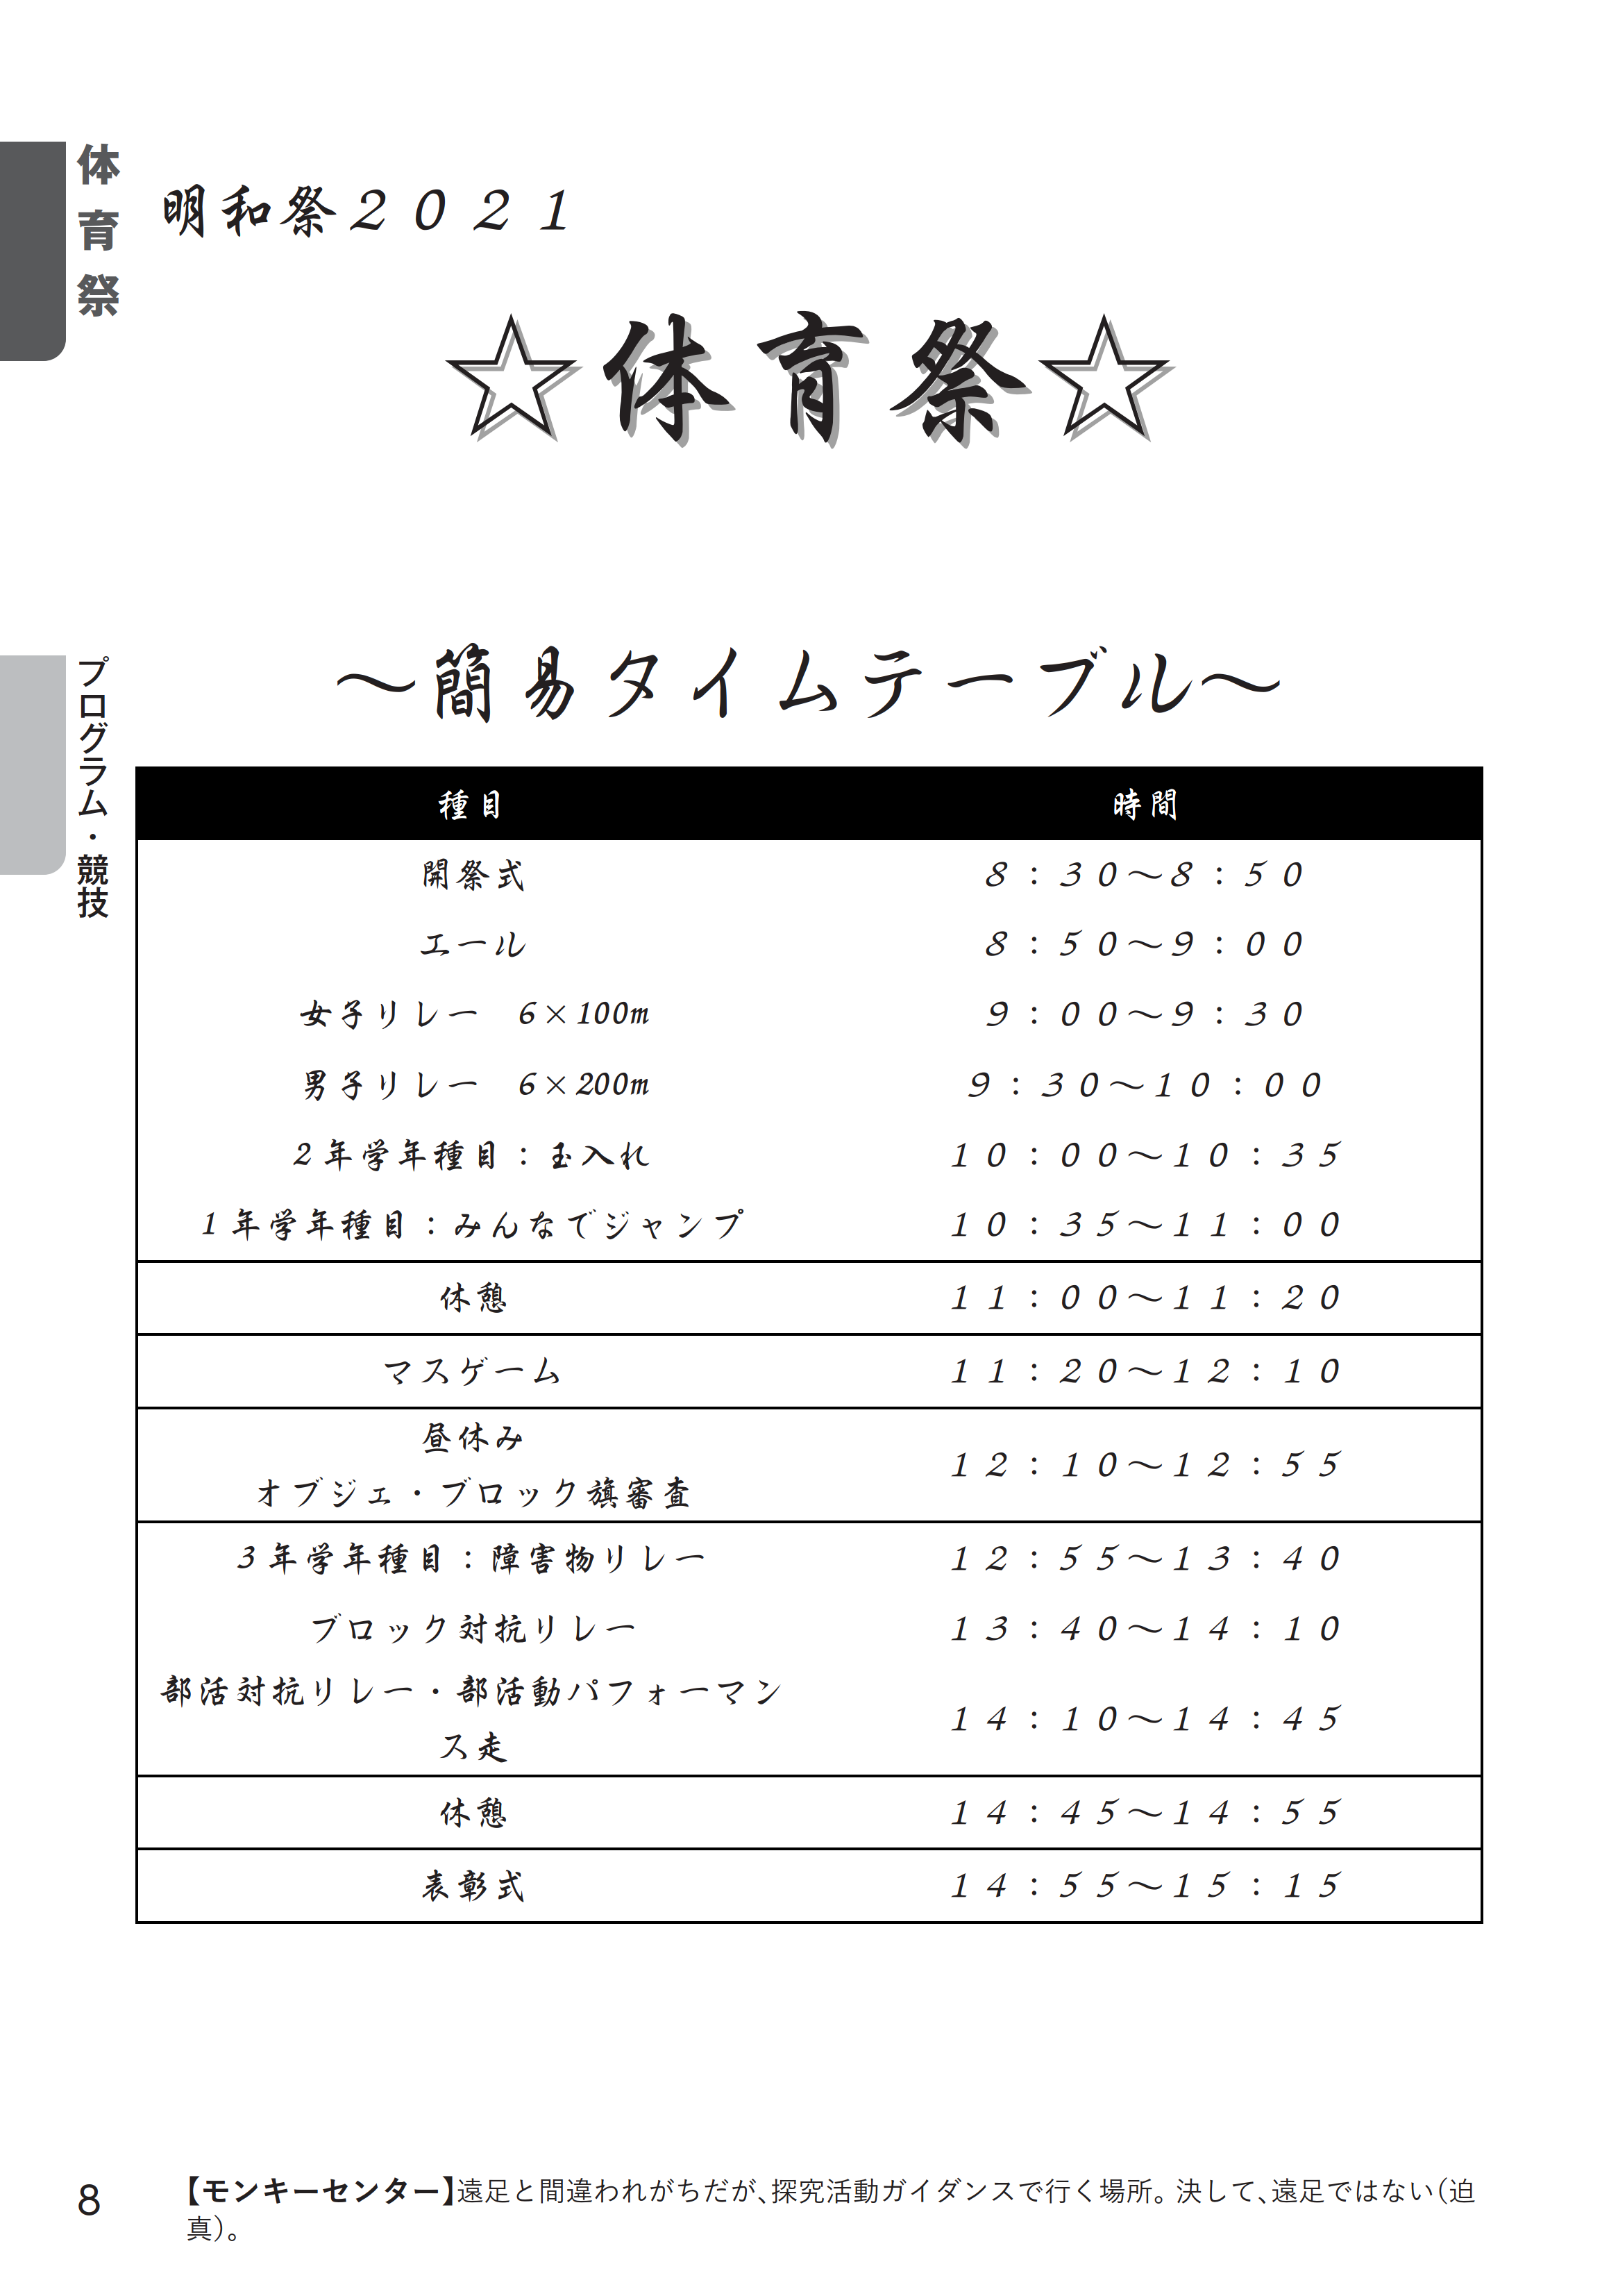 体育祭
明和祭２０２１
☆体育祭☆
プログラム・競技
～簡易タイムテーブル～
種目 時間
開祭式 ８：３０～８：５０
エール ８：５０～９：００
女子リレー　６×100m ９：００～９：３０
男子リレー　６×200m ９：３０～１０：００
２年学年種目：玉入れ １０：００～１０：３５
１年学年種目：みんなでジャンプ １０：３５～１１：００
休憩 １１：００～１１：２０
マスゲーム １１：２０～１２：１０
昼休み
オブジェ・ブロック旗審査 １２：１０～１２：５５
３年学年種目：障害物リレー １２：５５～１３：４０
ブロック対抗リレー １３：４０～１４：１０
部活対抗リレー・部活動パフォーマン
ス走 １４：１０～１４：４５
休憩 １４：４５～１４：５５
表彰式 １４：５５～１５：１５
8
【モンキーセンター】遠足と間違われがちだが、探究活動ガイダンスで行く場所。決して、遠足ではない（迫
真）。